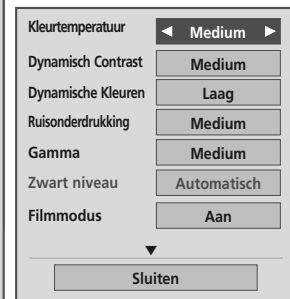 Kleurtemperatuur ◀ Medium ▶
Dynamisch Contrast Medium
Dynamische Kleuren Laag
Ruisonderdrukking Medium
Gamma Medium
Zwart niveau Automatisch
Filmmodus Aan
▼
Sluiten